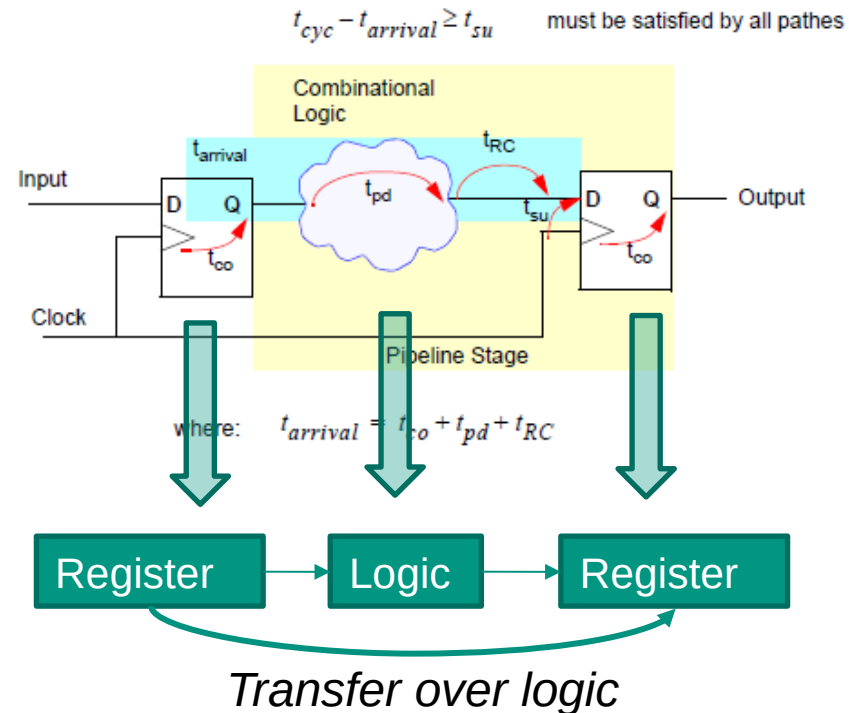 t_cyc − t_arrival ≥ t_su must be satisfied by all pathes
Combinational
Logic
t_arrival
t_RC
Input
t_pd
D Q
t_su
D Q
Output
t_co
t_co
Clock
Pipeline Stage
where: t_arrival = t_co + t_pd + t_RC
Register Logic Register
Transfer over logic